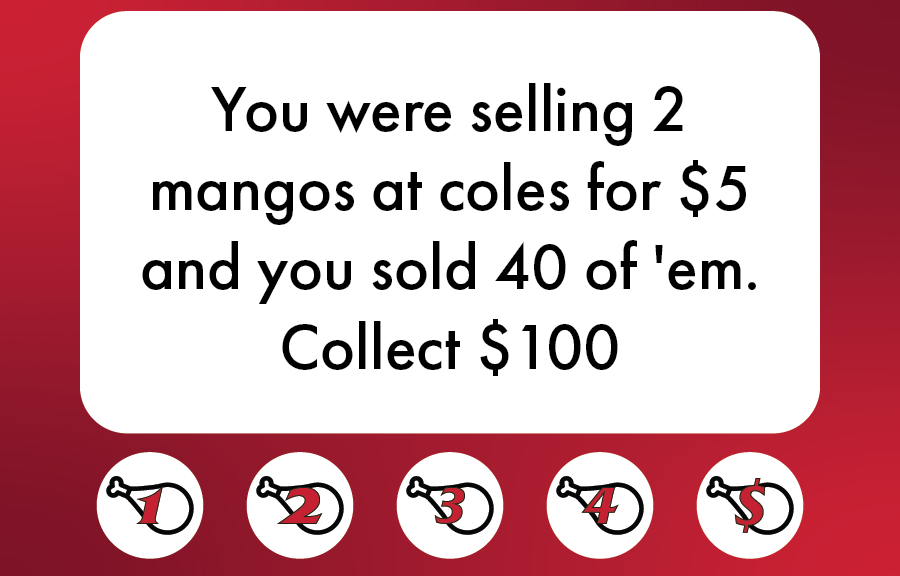 You were selling 2
mangos at coles for $5
and you sold 40 of 'em.
Collect $100
1 2 3 4 $